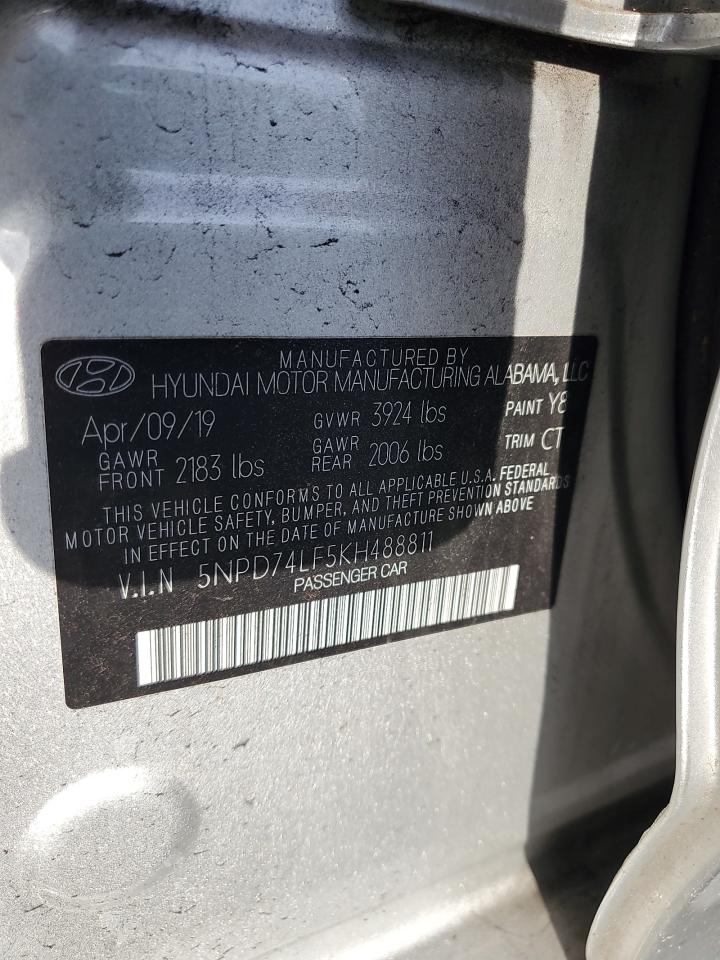 MANUFACTURED BY
HYUNDAI MOTOR MANUFACTURING ALABAMA, LLC
Apr/09/19 GVWR 3924 lbs PAINT Y8
GAWR FRONT 2183 lbs GAWR REAR 2006 lbs TRIM CT
THIS VEHICLE CONFORMS TO ALL APPLICABLE U.S.A. FEDERAL
MOTOR VEHICLE SAFETY, BUMPER, AND THEFT PREVENTION STANDARDS
IN EFFECT ON THE DATE OF MANUFACTURE SHOWN ABOVE
V.I.N 5NPD74LF5KH488811
PASSENGER CAR